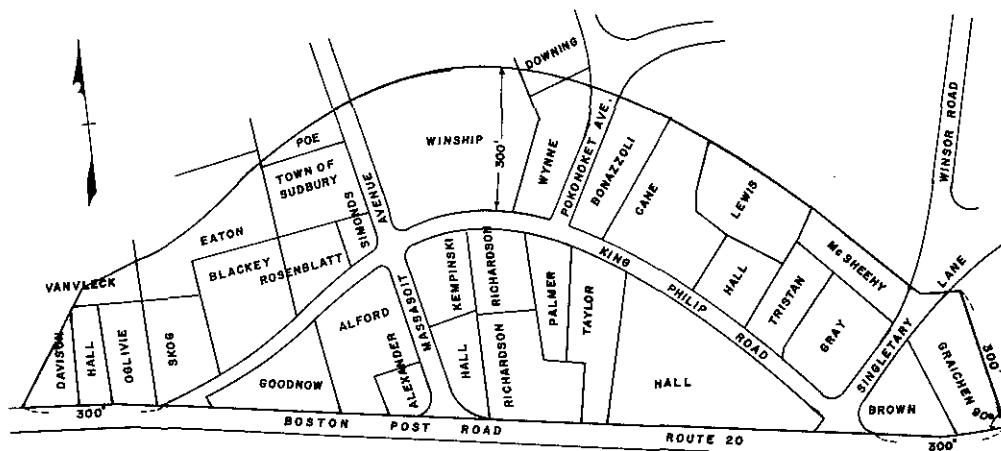 DOWNING
WINSOR ROAD
POE
WINSHIP
300'
WYNNE
POKONOKET AVE.
BONAZZOLI
TOWN OF
SUDBURY
SIMONDS
AVENUE
CANE
LEWIS
EATON
BLACKEY
ROSENBLATT
KEMPINSKI
RICHARDSON
KING
PHILIP
ROAD
HALL
McSHEEHY
LANE
VANVLECK
MASSASOIT
PALMER
TAYLOR
TRISTAN
GRAY
SINGLETARY
DAVISON
HALL
OGLIVIE
SKOG
ALFORD
ALEXANDER
HALL
RICHARDSON
GRAICHEN
300'
90°
GOODNOW
HALL
BROWN
300'
BOSTON POST ROAD
ROUTE 20
300'